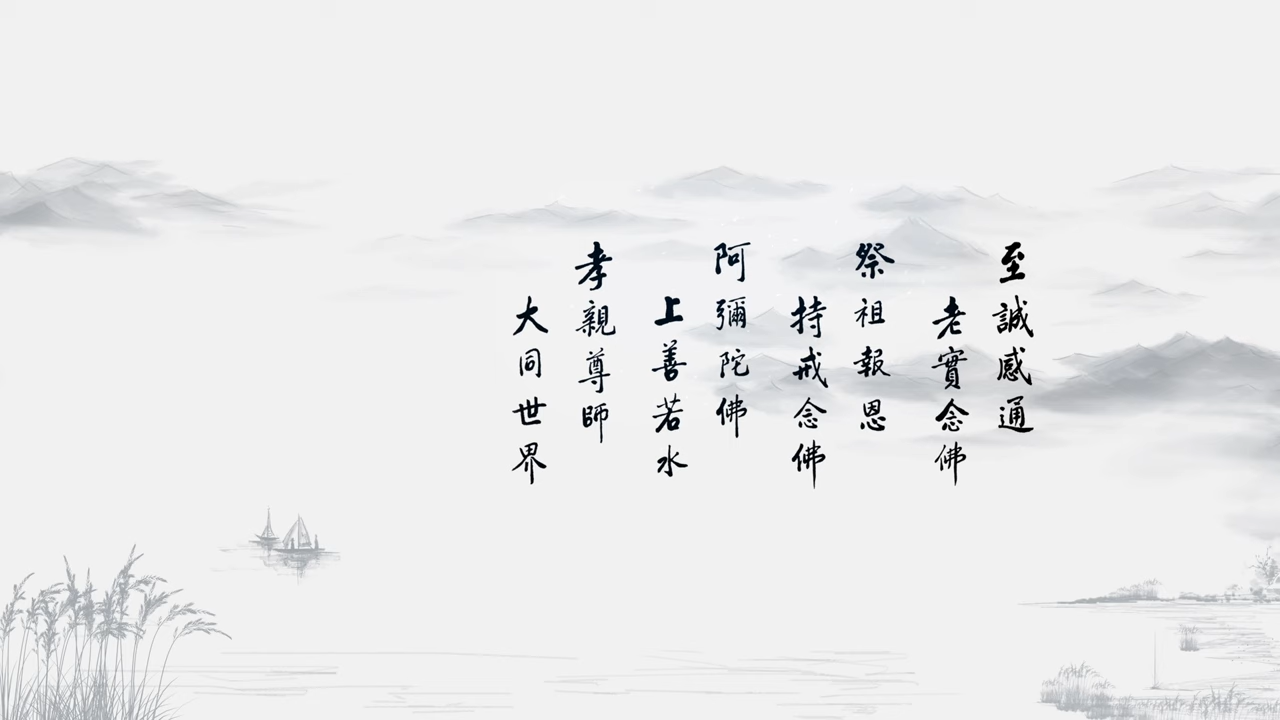 至誠感通
老實念佛
祭祖報恩
持戒念佛
阿彌陀佛
上善若水
孝親尊師
大同世界